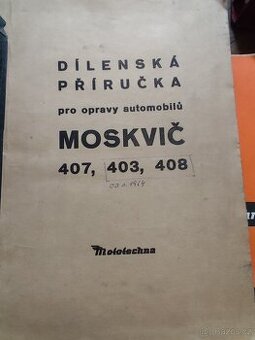 DÍLENSKÁ
PŘÍRUČKA
pro opravy automobilů
MOSKVIČ
407, 403, 408
Mototechna